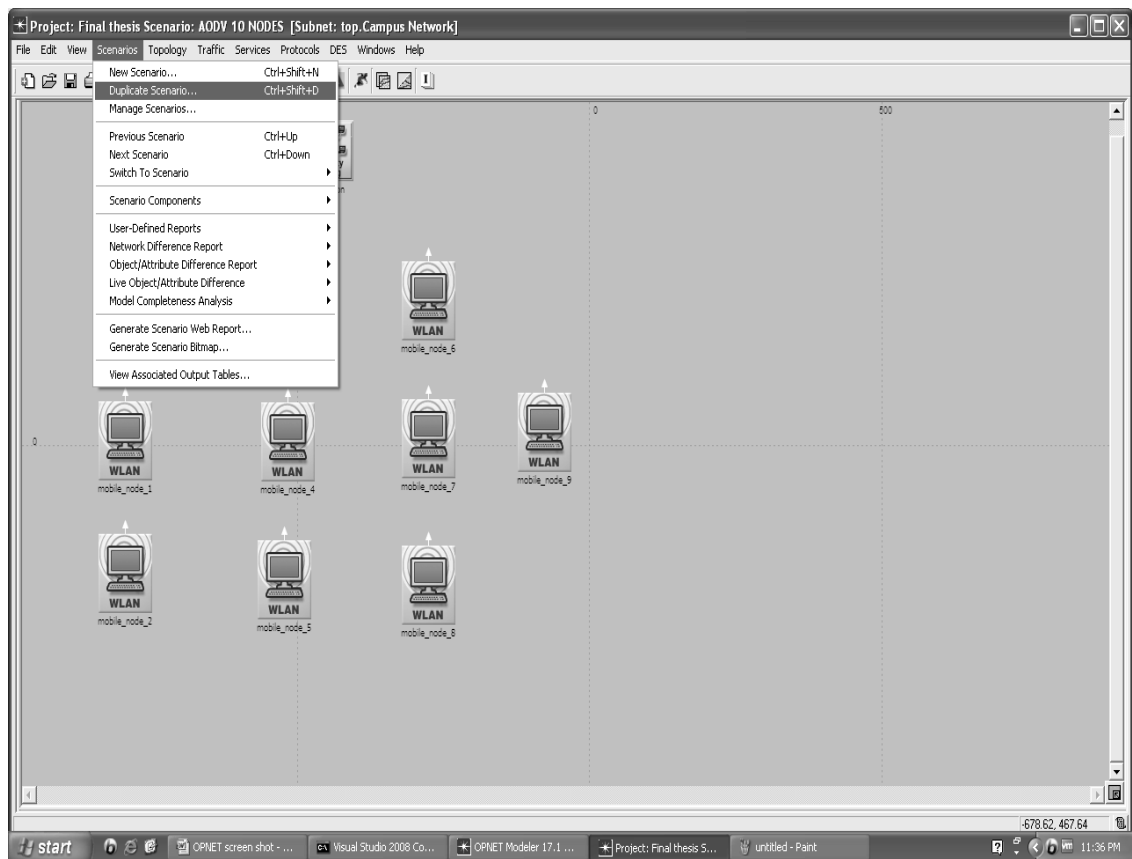 Project: Final thesis Scenario: AODV 10 NODES [Subnet: top.Campus Network]
File Edit View Scenarios Topology Traffic Services Protocols DES Windows Help
New Scenario... Ctrl+Shift+N
Duplicate Scenario... Ctrl+Shift+D
Manage Scenarios...
Previous Scenario Ctrl+Up
Next Scenario Ctrl+Down
Switch To Scenario
Scenario Components
User-Defined Reports
Network Difference Report
Object/Attribute Difference Report
Live Object/Attribute Difference
Model Completeness Analysis
Generate Scenario Web Report...
Generate Scenario Bitmap...
View Associated Output Tables...
0 500
WLAN
mobile_node_6
0
WLAN WLAN WLAN WLAN
mobile_node_1 mobile_node_4 mobile_node_7 mobile_node_9
WLAN WLAN WLAN
mobile_node_2 mobile_node_5 mobile_node_8
-678.62, 467.64
start OPNET screen shot - ... Visual Studio 2008 Co... OPNET Modeler 17.1 ... Project: Final thesis S... untitled - Paint 11:36 PM